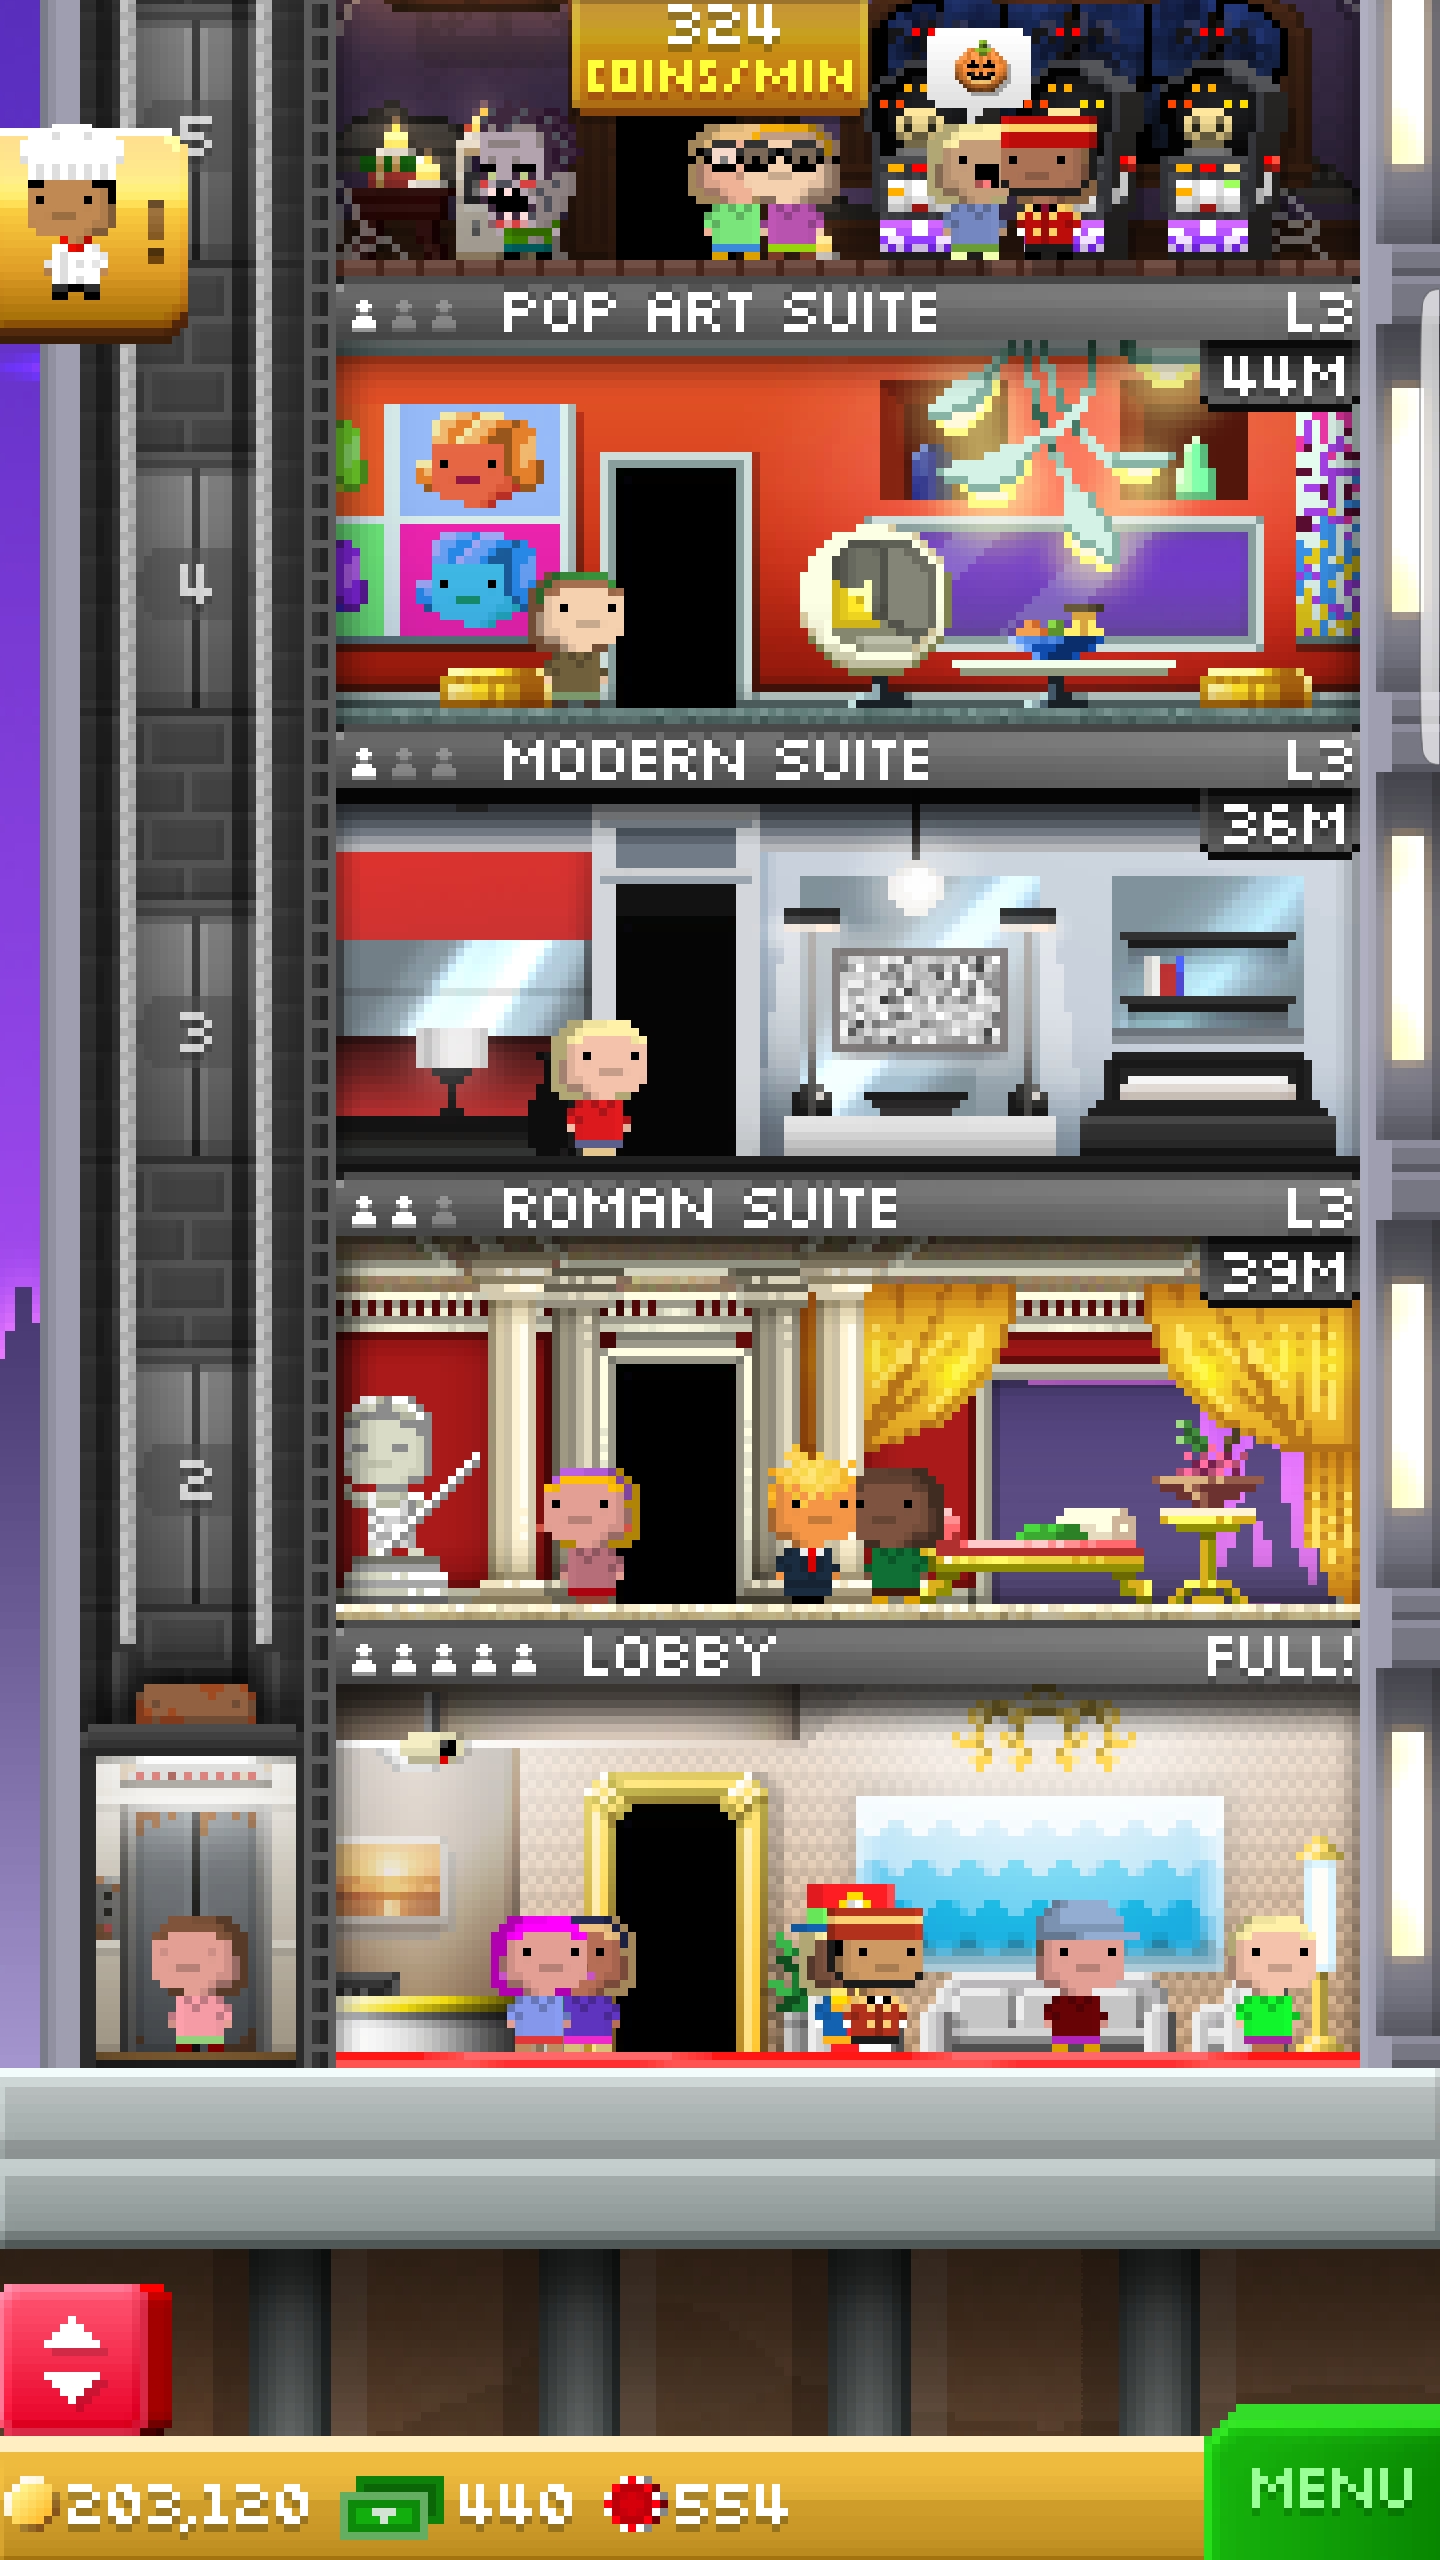 324
COINS/MIN
!
5
POP ART SUITE L3
44M
4
MODERN SUITE L3
36M
3
ROMAN SUITE L3
39M
2
LOBBY FULL!
203,120 440 554
MENU